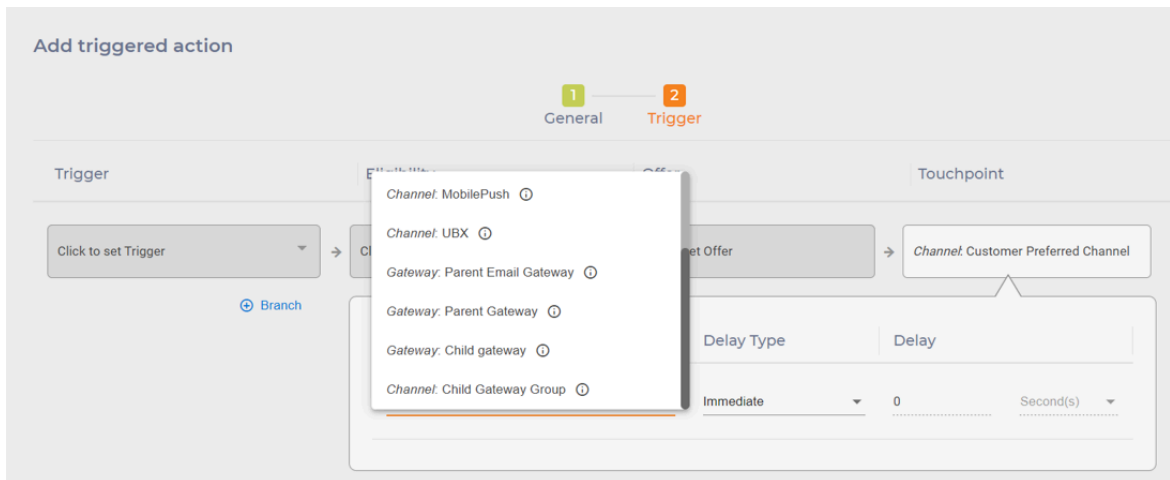 Add triggered action
1
2
General
Trigger
Trigger
Touchpoint
Channel: MobilePush
Channel: UBX
Click to set Trigger
et Offer
Channel: Customer Preferred Channel
Gateway: Parent Email Gateway
Branch
Gateway: Parent Gateway
Gateway: Child gateway
Delay Type
Delay
Channel: Child Gateway Group
Immediate
0
Second(s)